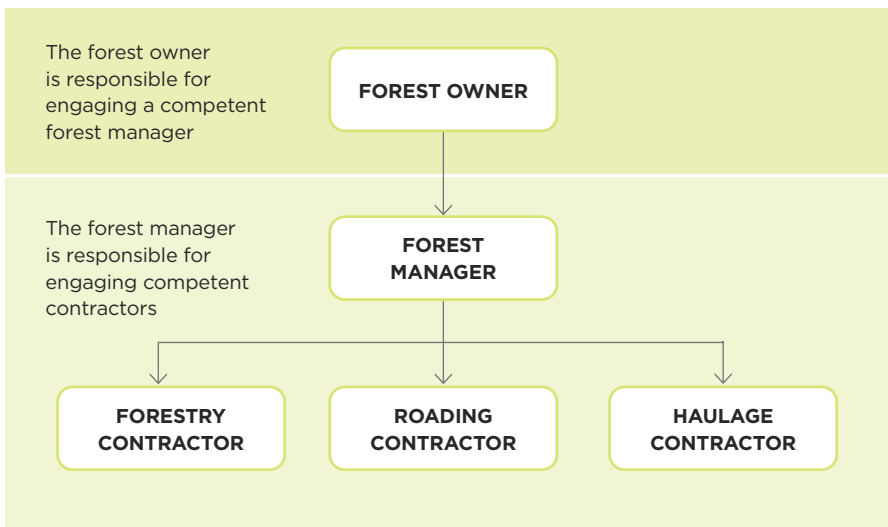 The forest owner
is responsible for
engaging a competent
forest manager
FOREST OWNER
The forest manager
is responsible for
engaging competent
contractors
FOREST
MANAGER
FORESTRY
CONTRACTOR
ROADING
CONTRACTOR
HAULAGE
CONTRACTOR